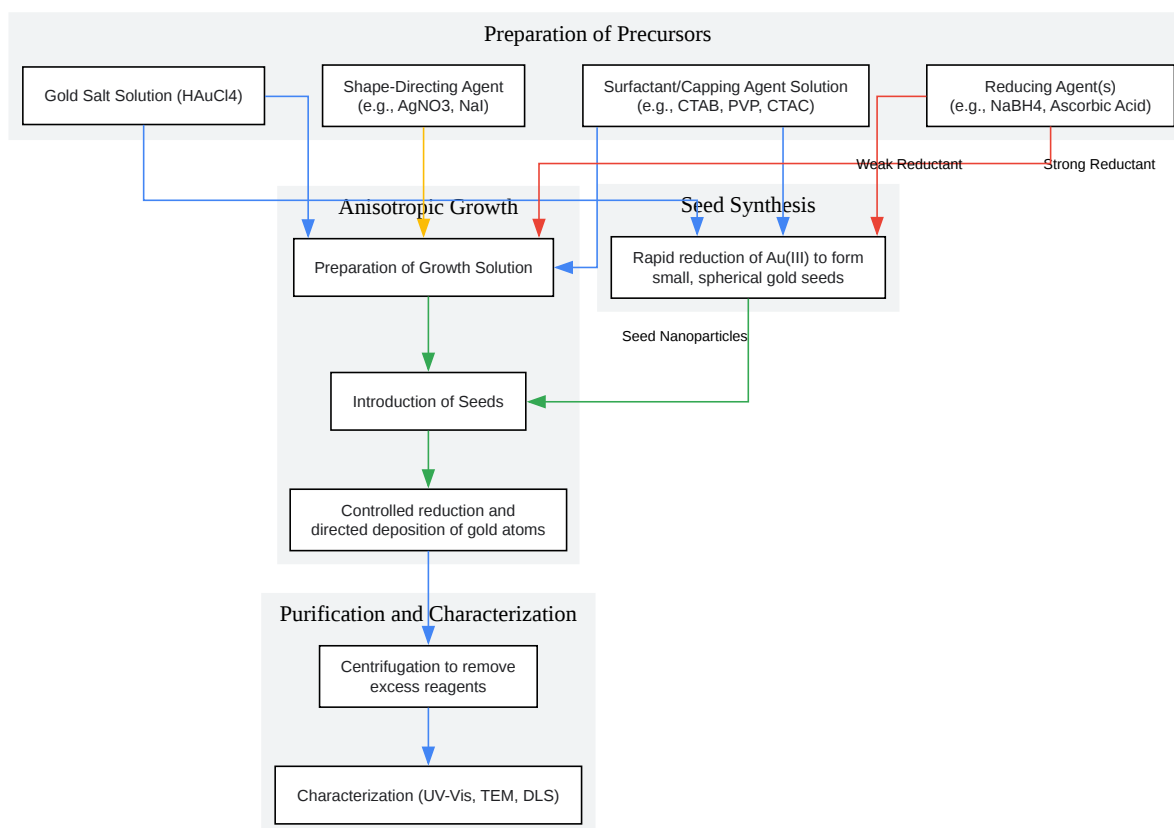 Preparation of Precursors
Gold Salt Solution (HAuCl4)
Shape-Directing Agent
(e.g., AgNO3, NaI)
Surfactant/Capping Agent Solution
(e.g., CTAB, PVP, CTAC)
Reducing Agent(s)
(e.g., NaBH4, Ascorbic Acid)
Weak Reductant
Strong Reductant
Anisotropic Growth
Seed Synthesis
Preparation of Growth Solution
Rapid reduction of Au(III) to form
small, spherical gold seeds
Seed Nanoparticles
Introduction of Seeds
Controlled reduction and
directed deposition of gold atoms
Purification and Characterization
Centrifugation to remove
excess reagents
Characterization (UV-Vis, TEM, DLS)